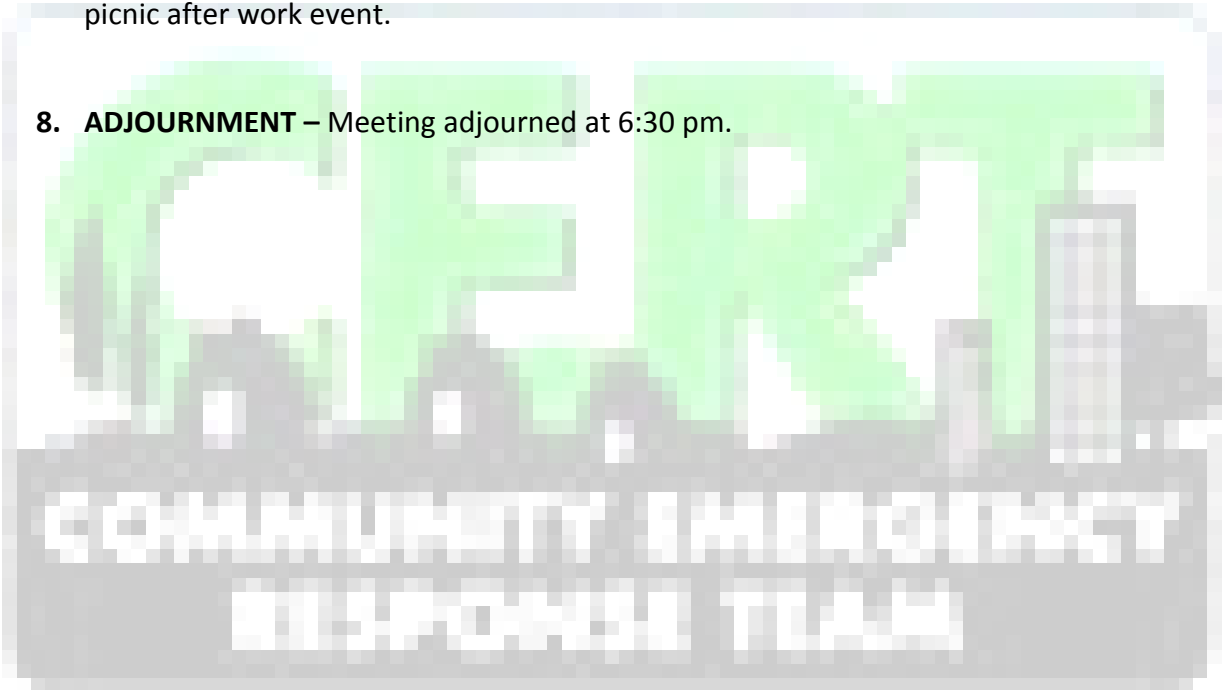 picnic after work event.
8. ADJOURNMENT – Meeting adjourned at 6:30 pm.
CERT
COMMUNITY EMERGENCY
RESPONSE TEAM